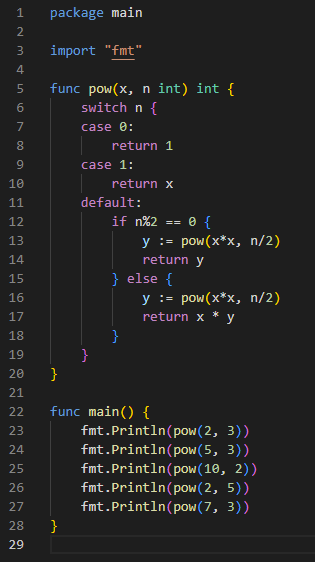 1 package main
2
3 import "fmt"
4
5 func pow(x, n int) int {
6     switch n {
7     case 0:
8         return 1
9     case 1:
10         return x
11     default:
12         if n%2 == 0 {
13             y := pow(x*x, n/2)
14             return y
15         } else {
16             y := pow(x*x, n/2)
17             return x * y
18         }
19     }
20 }
21
22 func main() {
23     fmt.Println(pow(2, 3))
24     fmt.Println(pow(5, 3))
25     fmt.Println(pow(10, 2))
26     fmt.Println(pow(2, 5))
27     fmt.Println(pow(7, 3))
28 }
29